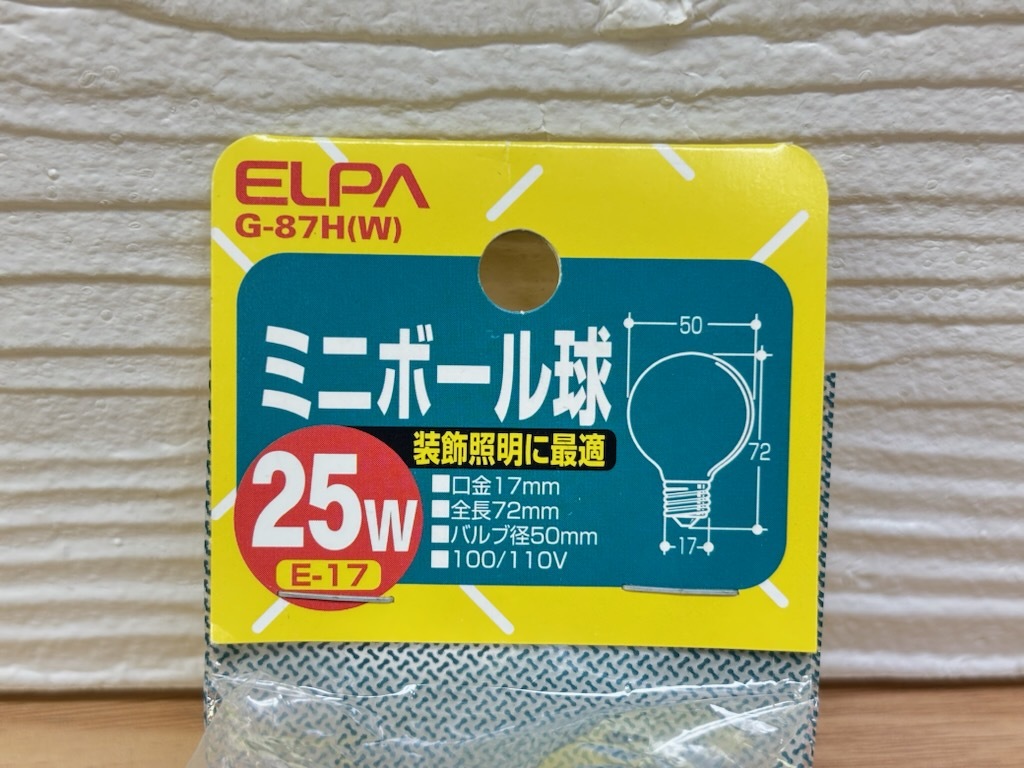 ELPA
G-87H(W)
ミニボール球
装飾照明に最適
25W
E-17
■口金17mm
■全長72mm
■バルブ径50mm
■100/110V
50
72
17